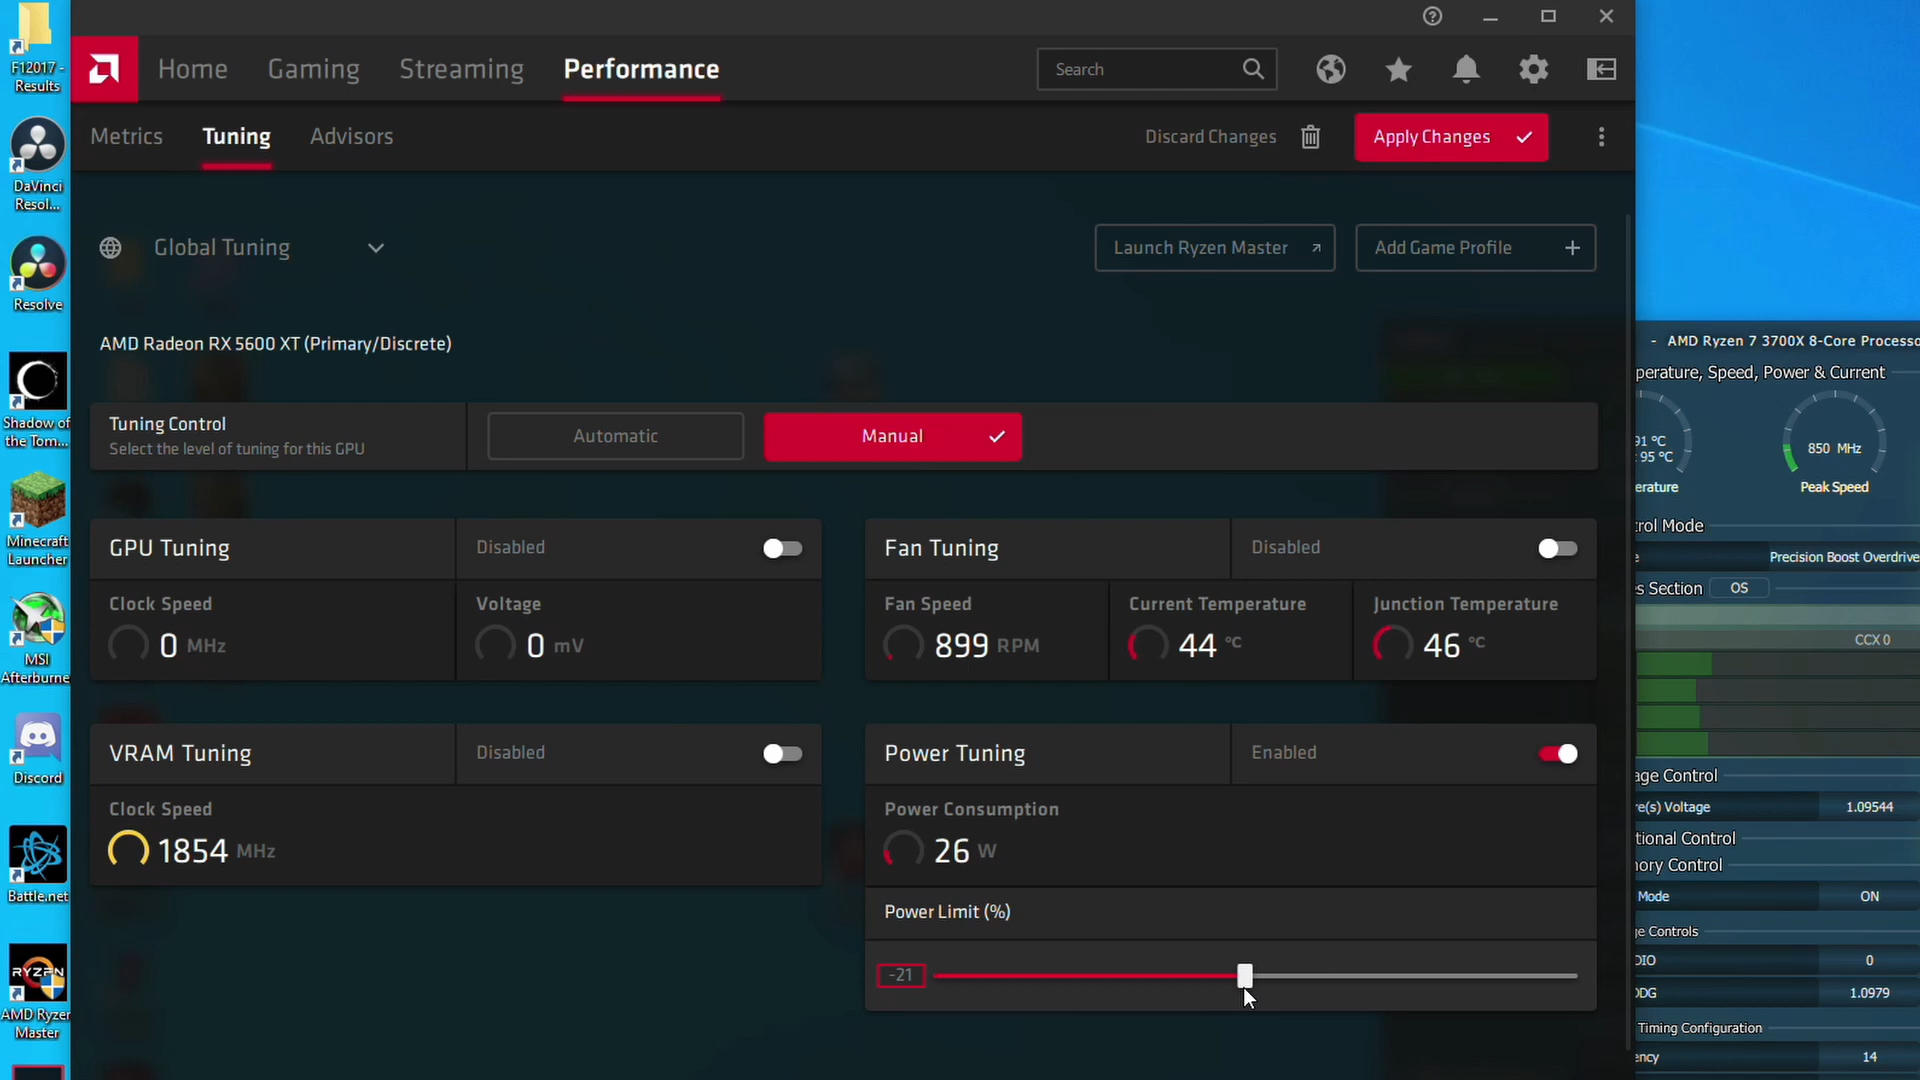 F12017 -
Results
DaVinci
Resol...
Resolve
Shadow of
the Tom...
Minecraft
Launcher
MSI
Afterburner
Discord
Battle.net
RYZEN
AMD Ryzen
Master
Home
Gaming
Streaming
Performance
Search
Metrics
Tuning
Advisors
Discard Changes
Apply Changes
Global Tuning
Launch Ryzen Master
Add Game Profile
AMD Radeon RX 5600 XT (Primary/Discrete)
Tuning Control
Select the level of tuning for this GPU
Automatic
Manual
GPU Tuning
Disabled
Clock Speed
0 MHz
Voltage
0 mV
Fan Tuning
Disabled
Fan Speed
899 RPM
Current Temperature
44 °C
Junction Temperature
46 °C
VRAM Tuning
Disabled
Clock Speed
1854 MHz
Power Tuning
Enabled
Power Consumption
26 W
Power Limit (%)
-21
- AMD Ryzen 7 3700X 8-Core Processo
perature, Speed, Power & Current
91 °C
: 95 °C
erature
850 MHz
Peak Speed
trol Mode
e
Precision Boost Overdrive
s Section
OS
CCX 0
age Control
e(s) Voltage
1.09544
tional Control
nory Control
Mode
ON
ge Controls
DIO
0
DDG
1.0979
Timing Configuration
ency
14